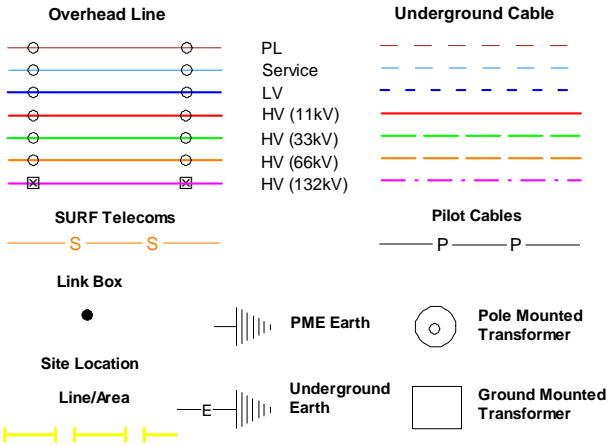 Overhead Line
Underground Cable
PL
Service
LV
HV (11kV)
HV (33kV)
HV (66kV)
HV (132kV)
SURF Telecoms
Pilot Cables
S S
P P
Link Box
PME Earth
Pole Mounted
Transformer
Site Location
Line/Area
E
Underground
Earth
Ground Mounted
Transformer